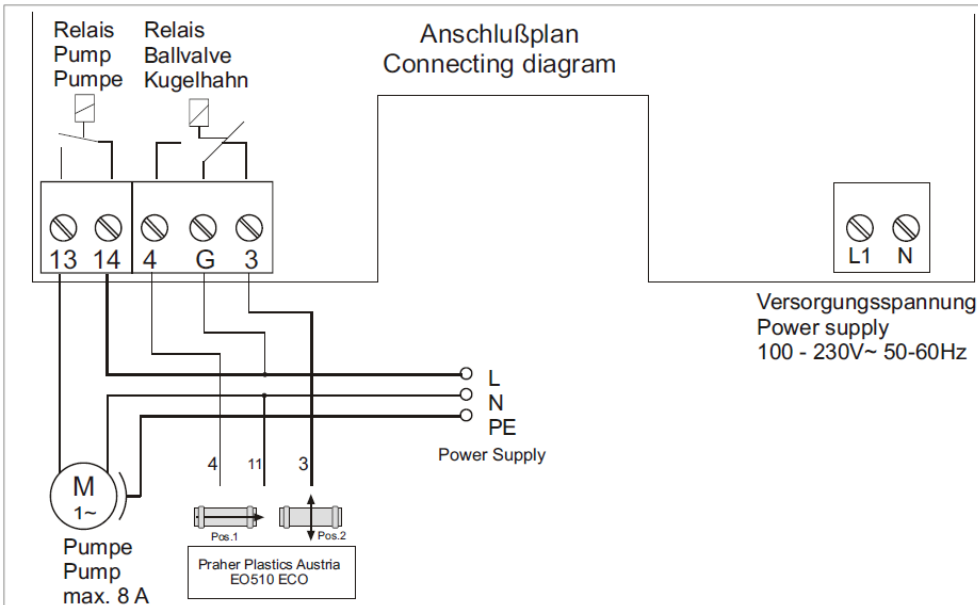 Anschlußplan
Connecting diagram
Relais
Pump
Pumpe
Relais
Ballvalve
Kugelhahn
13 14 4 G 3
L1 N
Versorgungsspannung
Power supply
100 - 230V~ 50-60Hz
L
N
PE
Power Supply
4 11 3
M
1~
Pos.1
Pos.2
Pumpe
Pump
max. 8 A
Praher Plastics Austria
EO510 ECO